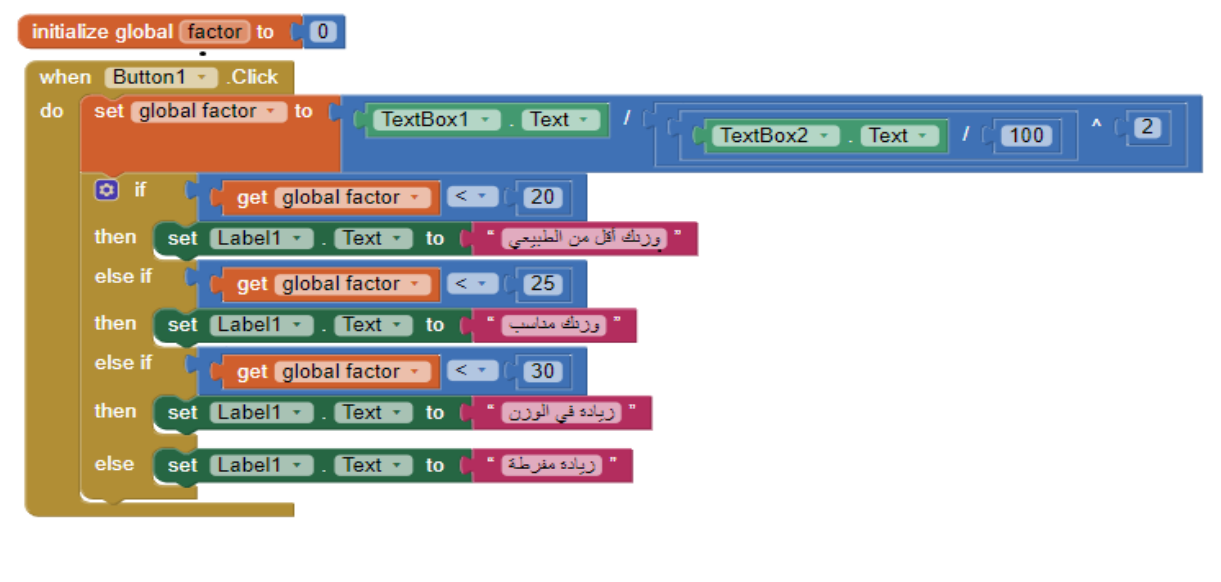 initialize global factor to 0
when Button1 .Click
do set global factor to TextBox1 . Text / TextBox2 . Text / 100 ^ 2
if get global factor < 20
then set Label1 . Text to " وزنك أقل من الطبيعي "
else if get global factor < 25
then set Label1 . Text to " وزنك مناسب "
else if get global factor < 30
then set Label1 . Text to " زياده في الوزن "
else set Label1 . Text to " زياده مفرطة "